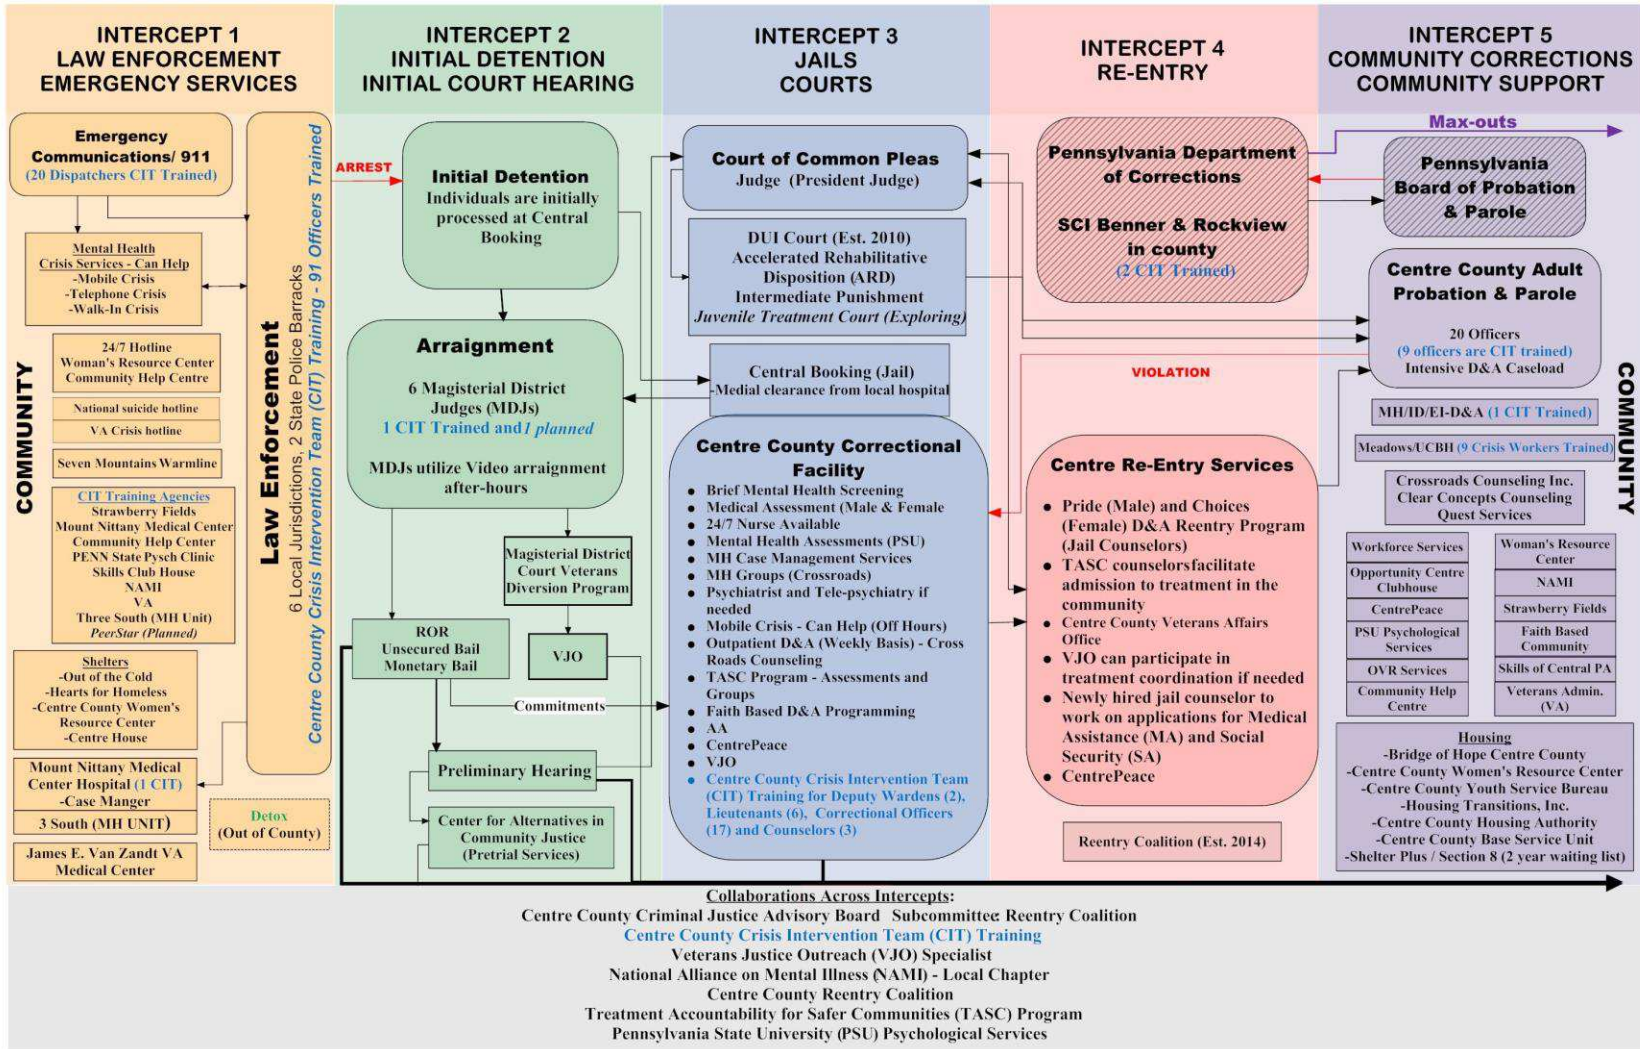 INTERCEPT 1
LAW ENFORCEMENT
EMERGENCY SERVICES
Emergency
Communications/ 911
(20 Dispatchers CIT Trained)
Mental Health
Crisis Services - Can Help
-Mobile Crisis
-Telephone Crisis
-Walk-In Crisis
COMMUNITY
24/7 Hotline
Woman's Resource Center
Community Help Centre
National suicide hotline
VA Crisis hotline
Seven Mountains Warmline
CIT Training Agencies
Strawberry Fields
Mount Nittany Medical Center
Community Help Center
PENN State Pysch Clinic
Skills Club House
NAMI
VA
Three South (MH Unit)
PeerStar (Planned)
Shelters
-Out of the Cold
-Hearts for Homeless
-Centre County Women's
Resource Center
-Centre House
Mount Nittany Medical
Center Hospital (1 CIT)
-Case Manger
3 South (MH UNIT)
James E. Van Zandt VA
Medical Center
Law Enforcement
6 Local Jurisdictions, 2 State Police Barracks
Centre County Crisis Intervention Team (CIT) Training - 91 Officers Trained
Detox
(Out of County)
INTERCEPT 2
INITIAL DETENTION
INITIAL COURT HEARING
ARREST
Initial Detention
Individuals are initially
processed at Central
Booking
Arraignment
6 Magisterial District
Judges (MDJs)
1 CIT Trained and 1 planned
MDJs utilize Video arraignment
after-hours
Magisterial District
Court Veterans
Diversion Program
ROR
Unsecured Bail
Monetary Bail
VJO
Commitments
Preliminary Hearing
Center for Alternatives in
Community Justice
(Pretrial Services)
INTERCEPT 3
JAILS
COURTS
Court of Common Pleas
Judge (President Judge)
DUI Court (Est. 2010)
Accelerated Rehabilitative
Disposition (ARD)
Intermediate Punishment
Juvenile Treatment Court (Exploring)
Central Booking (Jail)
-Medial clearance from local hospital
Centre County Correctional
Facility
● Brief Mental Health Screening
● Medical Assessment (Male & Female
● 24/7 Nurse Available
● Mental Health Assessments (PSU)
● MH Case Management Services
● MH Groups (Crossroads)
● Psychiatrist and Tele-psychiatry if
needed
● Mobile Crisis - Can Help (Off Hours)
● Outpatient D&A (Weekly Basis) - Cross
Roads Counseling
● TASC Program - Assessments and
Groups
● Faith Based D&A Programming
● AA
● CentrePeace
● VJO
● Centre County Crisis Intervention Team
(CIT) Training for Deputy Wardens (2),
Lieutenants (6), Correctional Officers
(17) and Counselors (3)
INTERCEPT 4
RE-ENTRY
Pennsylvania Department
of Corrections
SCI Benner & Rockview
in county
(2 CIT Trained)
VIOLATION
Centre Re-Entry Services
● Pride (Male) and Choices
(Female) D&A Reentry Program
(Jail Counselors)
● TASC counselorsfacilitate
admission to treatment in the
community
● Centre County Veterans Affairs
Office
● VJO can participate in
treatment coordination if needed
● Newly hired jail counselor to
work on applications for Medical
Assistance (MA) and Social
Security (SA)
● CentrePeace
Reentry Coalition (Est. 2014)
INTERCEPT 5
COMMUNITY CORRECTIONS
COMMUNITY SUPPORT
Max-outs
Pennsylvania
Board of Probation
& Parole
Centre County Adult
Probation & Parole
20 Officers
(9 officers are CIT trained)
Intensive D&A Caseload
MH/ID/EI-D&A (1 CIT Trained)
Meadows/UCBH (9 Crisis Workers Trained)
Crossroads Counseling Inc.
Clear Concepts Counseling
Quest Services
COMMUNITY
Workforce Services
Opportunity Centre
Clubhouse
CentrePeace
PSU Psychological
Services
OVR Services
Community Help
Centre
Woman's Resource
Center
NAMI
Strawberry Fields
Faith Based
Community
Skills of Central PA
Veterans Admin.
(VA)
Housing
-Bridge of Hope Centre County
-Centre County Women's Resource Center
-Centre County Youth Service Bureau
-Housing Transitions, Inc.
-Centre County Housing Authority
-Centre County Base Service Unit
-Shelter Plus / Section 8 (2 year waiting list)
Collaborations Across Intercepts:
Centre County Criminal Justice Advisory Board Subcommittee: Reentry Coalition
Centre County Crisis Intervention Team (CIT) Training
Veterans Justice Outreach (VJO) Specialist
National Alliance on Mental Illness (NAMI) - Local Chapter
Centre County Reentry Coalition
Treatment Accountability for Safer Communities (TASC) Program
Pennsylvania State University (PSU) Psychological Services